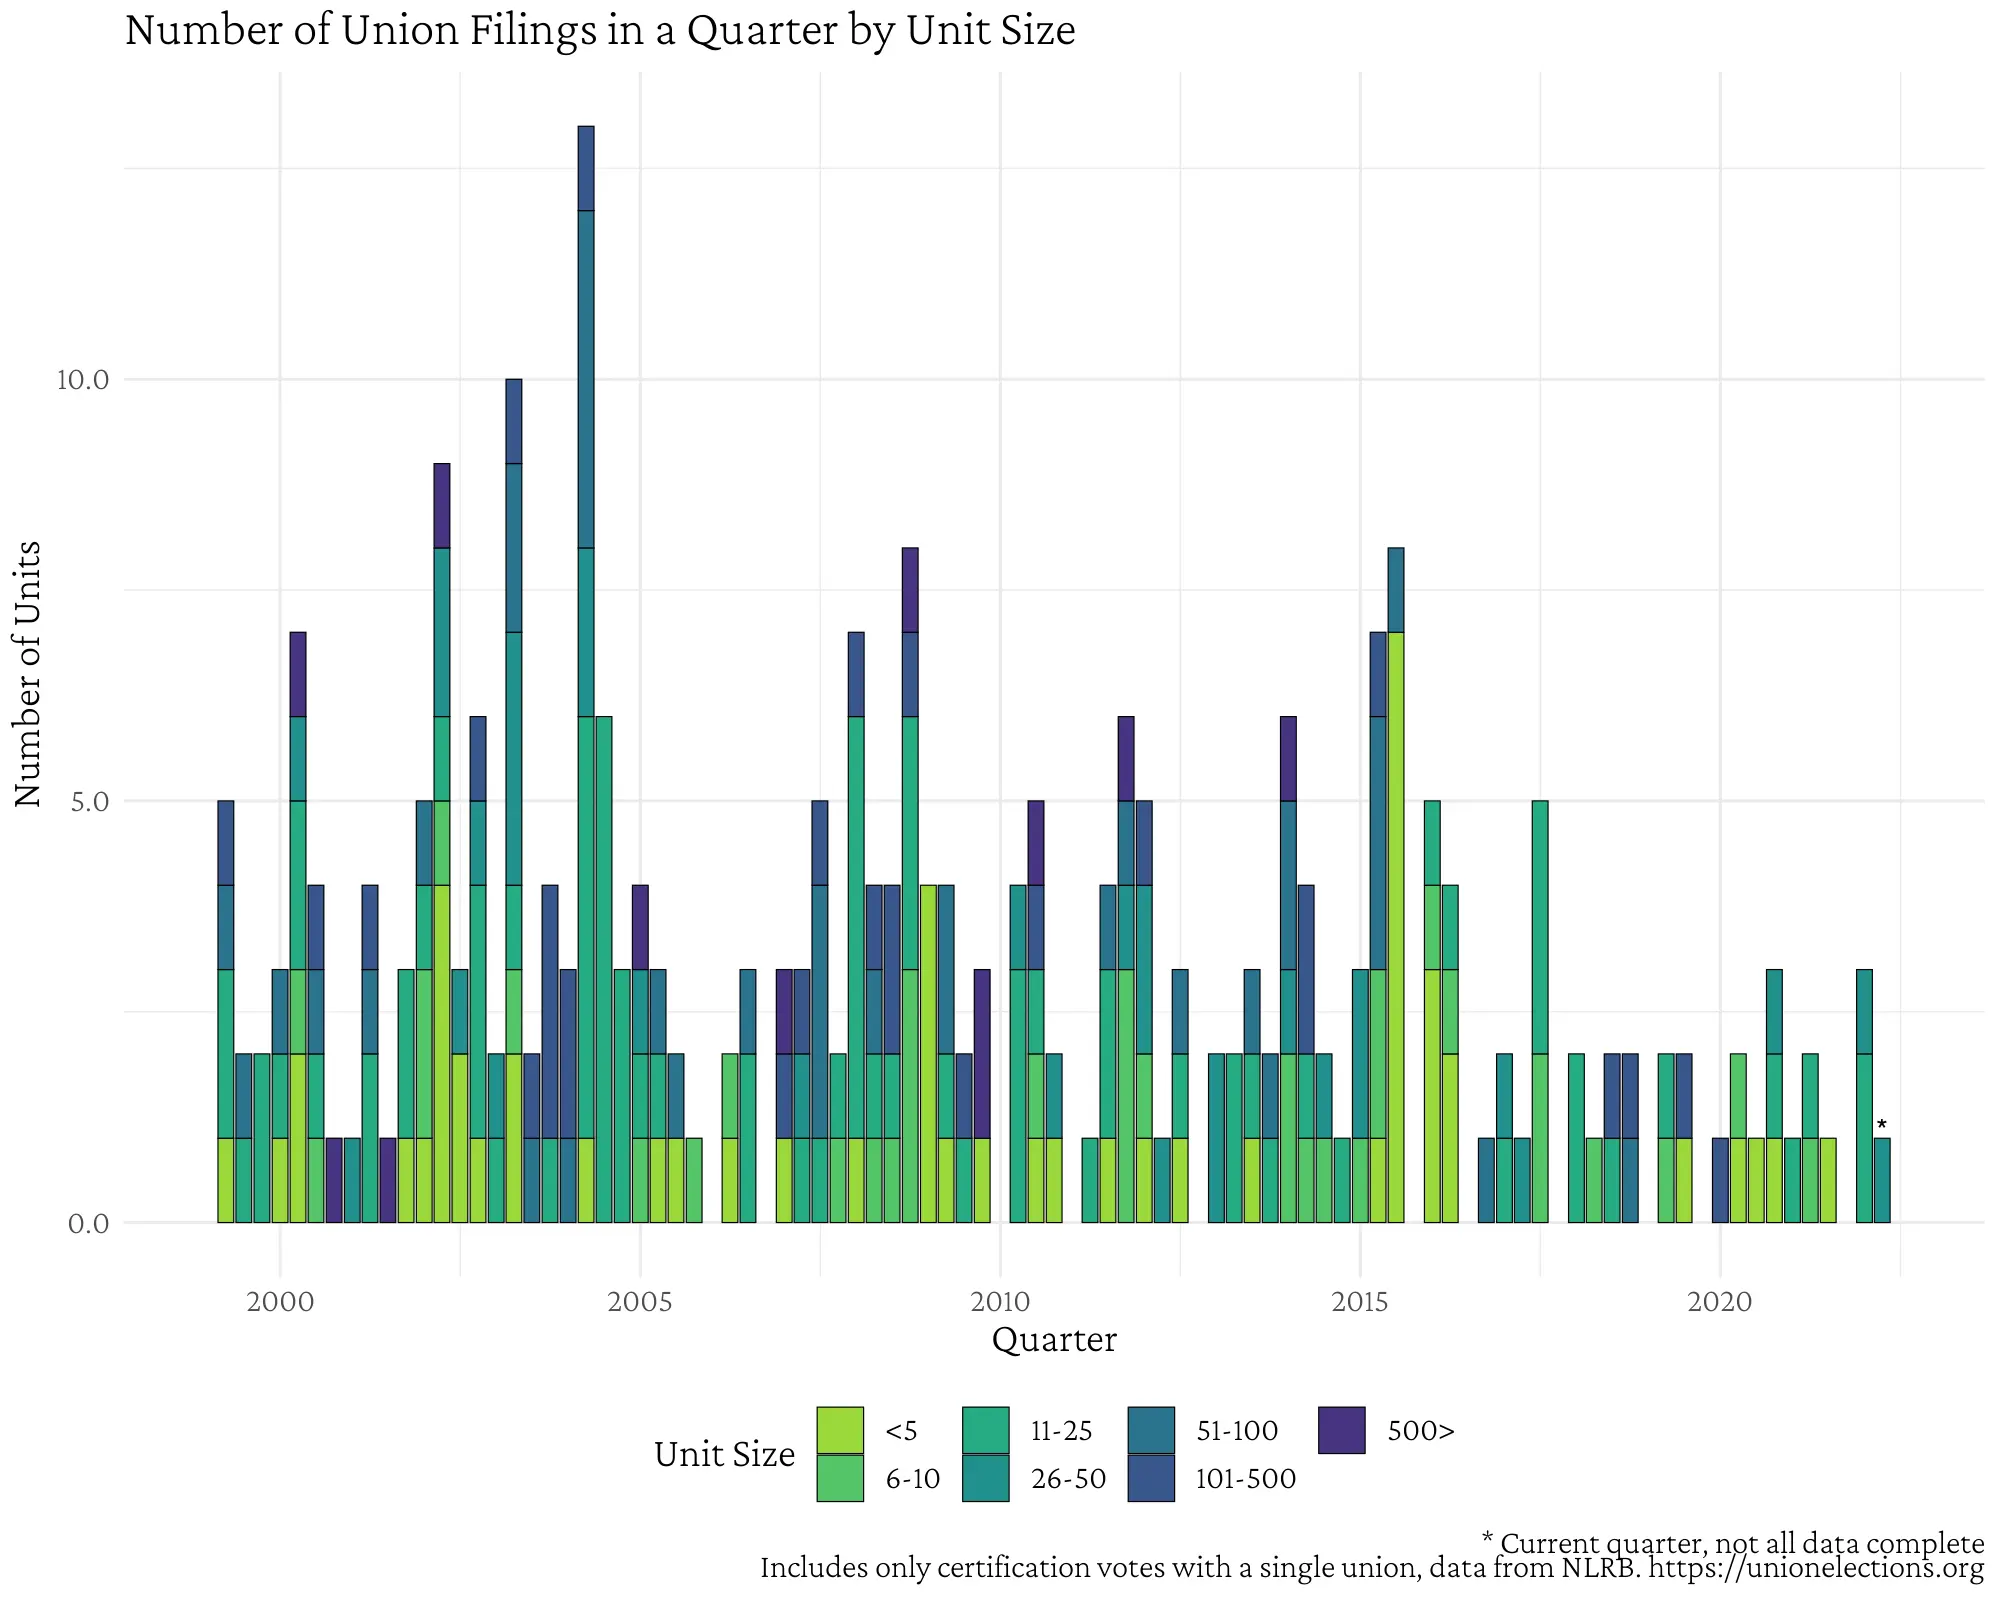 Number of Union Filings in a Quarter by Unit Size
Number of Units
10.0
5.0
0.0
*
2000 2005 2010 2015 2020
Quarter
Unit Size
<5 11-25 51-100 500>
6-10 26-50 101-500
* Current quarter, not all data complete
Includes only certification votes with a single union, data from NLRB. https://unionelections.org